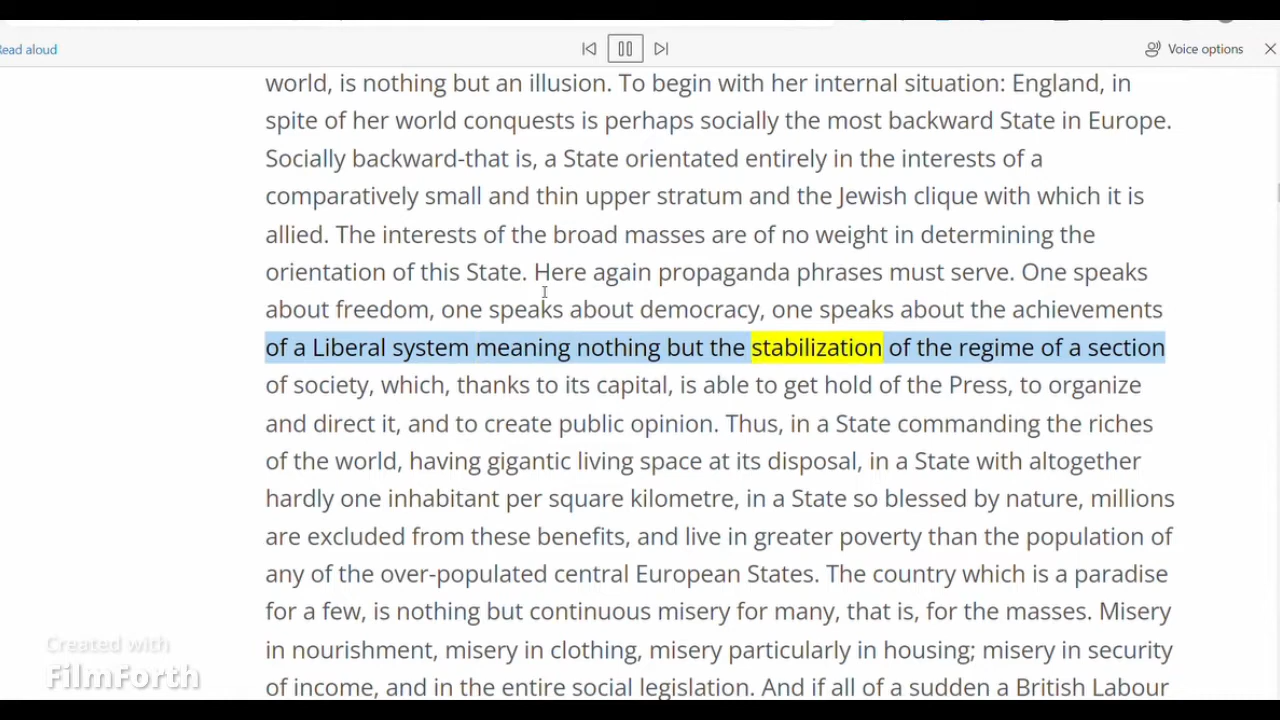 Read aloud
Voice options
world, is nothing but an illusion. To begin with her internal situation: England, in
spite of her world conquests is perhaps socially the most backward State in Europe.
Socially backward-that is, a State orientated entirely in the interests of a
comparatively small and thin upper stratum and the Jewish clique with which it is
allied. The interests of the broad masses are of no weight in determining the
orientation of this State. Here again propaganda phrases must serve. One speaks
about freedom, one speaks about democracy, one speaks about the achievements
of a Liberal system meaning nothing but the stabilization of the regime of a section
of society, which, thanks to its capital, is able to get hold of the Press, to organize
and direct it, and to create public opinion. Thus, in a State commanding the riches
of the world, having gigantic living space at its disposal, in a State with altogether
hardly one inhabitant per square kilometre, in a State so blessed by nature, millions
are excluded from these benefits, and live in greater poverty than the population of
any of the over-populated central European States. The country which is a paradise
for a few, is nothing but continuous misery for many, that is, for the masses. Misery
in nourishment, misery in clothing, misery particularly in housing; misery in security
of income, and in the entire social legislation. And if all of a sudden a British Labour
Created with
FilmForth